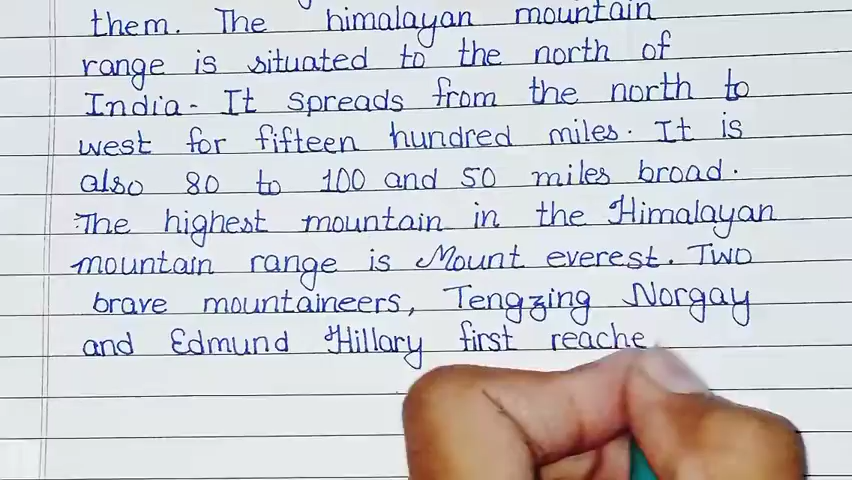 them. The himalayan mountain
range is situated to the north of
India- It spreads from the north to
west for fifteen hundred miles. It is
also 80 to 100 and 50 miles broad.
The highest mountain in the Himalayan
mountain range is Mount everest. Two
brave mountaineers, Tengzing Norgay
and Edmund Hillary first reache